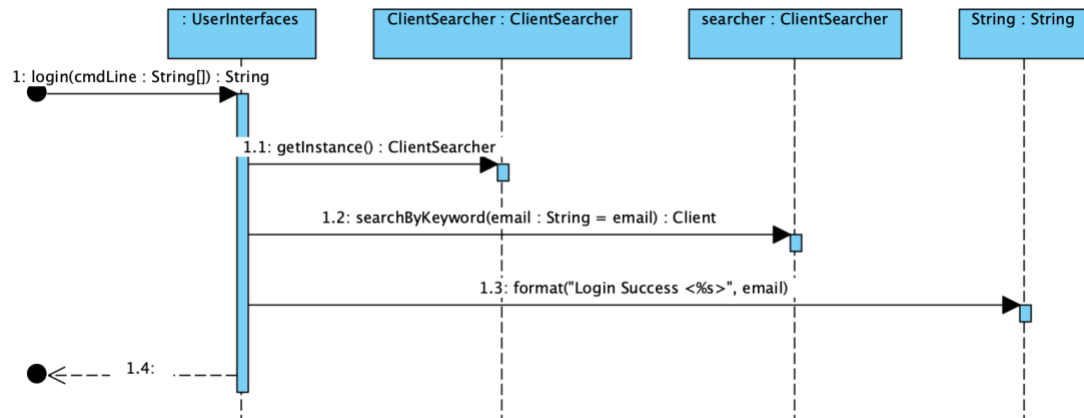 : UserInterfaces
ClientSearcher : ClientSearcher
searcher : ClientSearcher
String : String
1: login(cmdLine : String[]) : String
1.1: getInstance() : ClientSearcher
1.2: searchByKeyword(email : String = email) : Client
1.3: format("Login Success <%s>", email)
1.4: